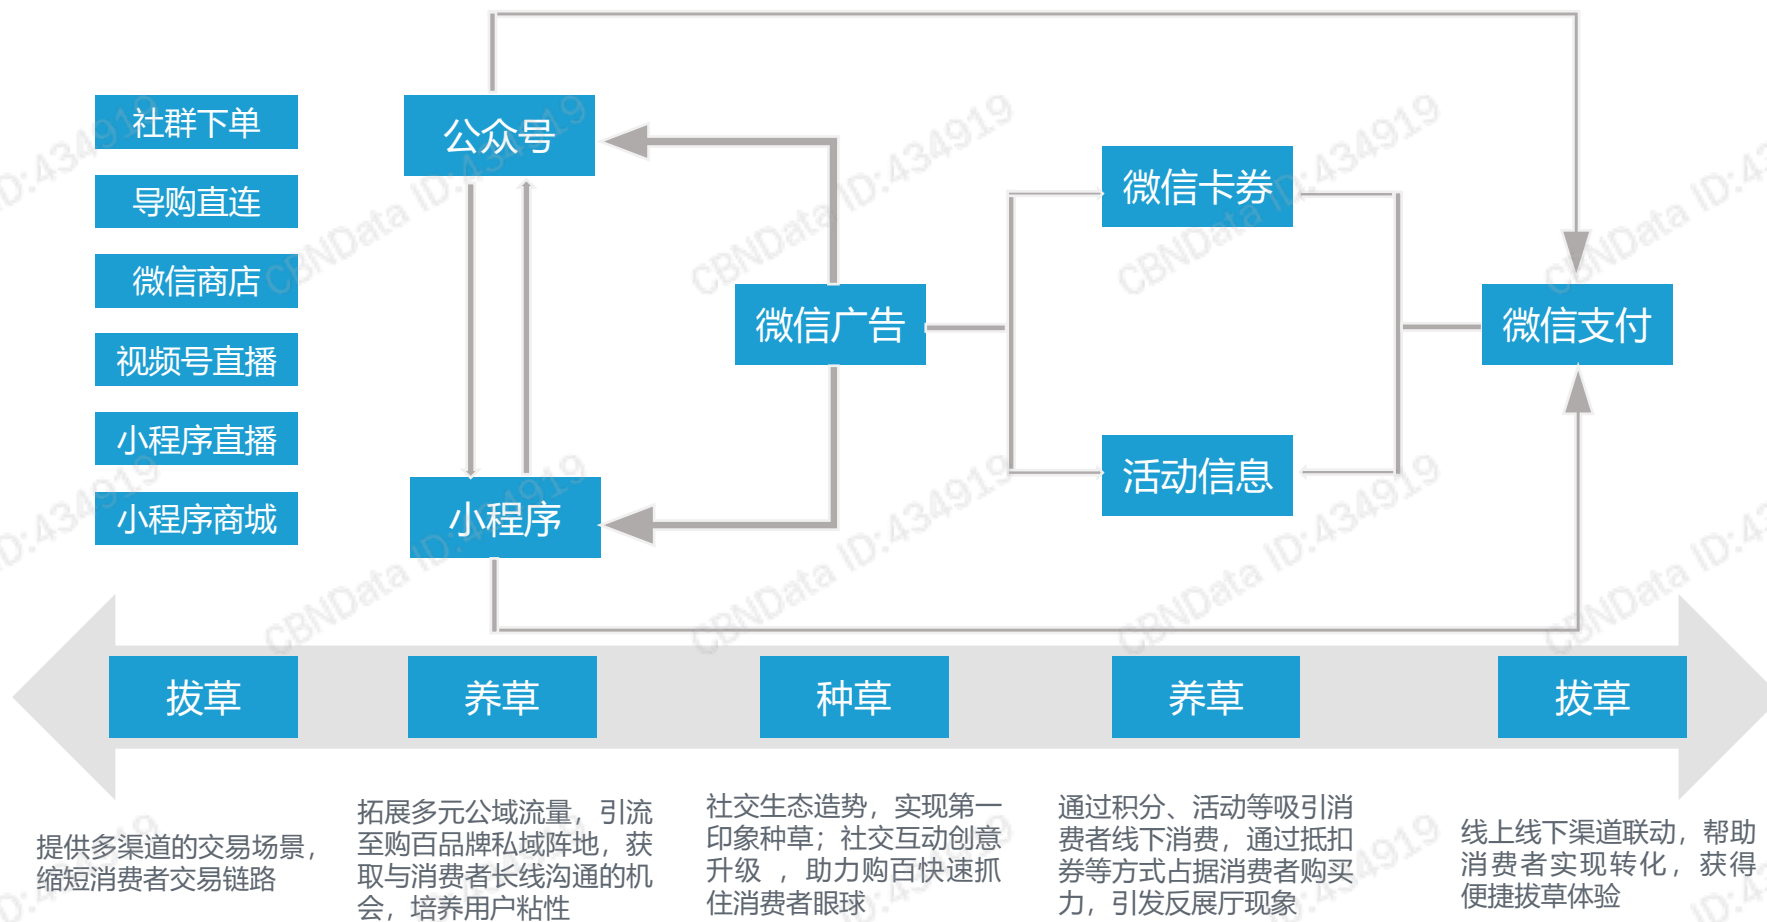 社群下单
导购直连
微信商店
视频号直播
小程序直播
小程序商城
公众号
小程序
微信广告
微信卡券
活动信息
微信支付
拔草
养草
种草
养草
拔草
提供多渠道的交易场景，
缩短消费者交易链路
拓展多元公域流量，引流
至购百品牌私域阵地，获
取与消费者长线沟通的机
会，培养用户粘性
社交生态造势，实现第一
印象种草；社交互动创意
升级 ，助力购百快速抓
住消费者眼球
通过积分、活动等吸引消
费者线下消费，通过抵扣
券等方式占据消费者购买
力，引发反展厅现象
线上线下渠道联动，帮助
消费者实现转化，获得
便捷拔草体验
CBNData ID:434919